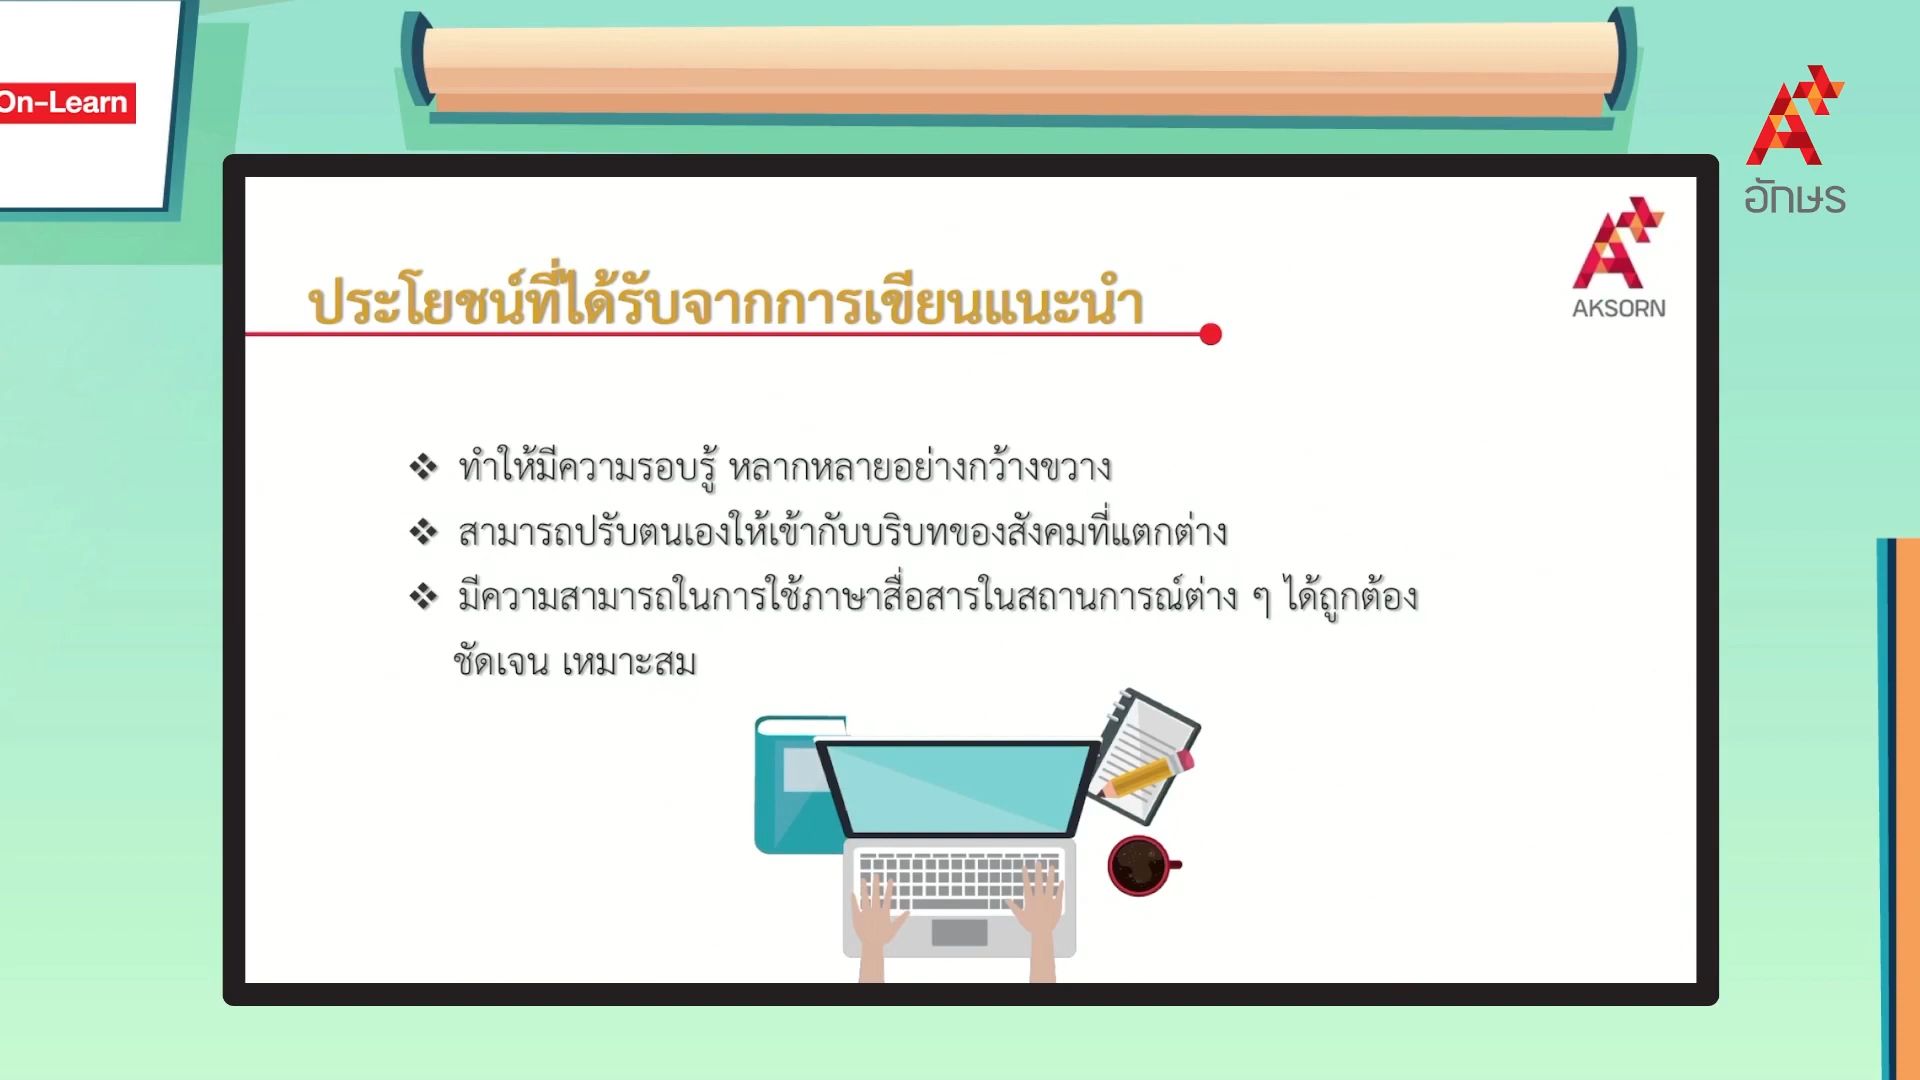 On-Learn
อักษร
AKSORN
ประโยชน์ที่ได้รับจากการเขียนแนะนำ
❖ ทำให้มีความรอบรู้ หลากหลายอย่างกว้างขวาง
❖ สามารถปรับตนเองให้เข้ากับบริบทของสังคมที่แตกต่าง
❖ มีความสามารถในการใช้ภาษาสื่อสารในสถานการณ์ต่าง ๆ ได้ถูกต้อง
ชัดเจน เหมาะสม